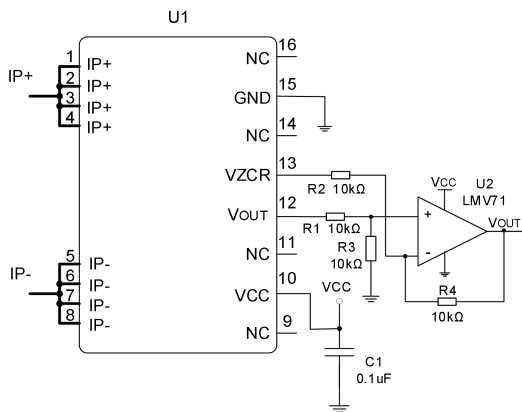 U1
1 IP+
2 IP+
IP+
3 IP+
4 IP+
5 IP-
6 IP-
IP-
7 IP-
8 IP-
NC 16
GND 15
NC 14
VZCR 13
R2 10kΩ
VOUT 12
R1 10kΩ
R3
10kΩ
NC 11
VCC 10
NC 9
VCC
C1
0.1uF
VCC
U2
LMV71
+
-
VOUT
R4
10kΩ